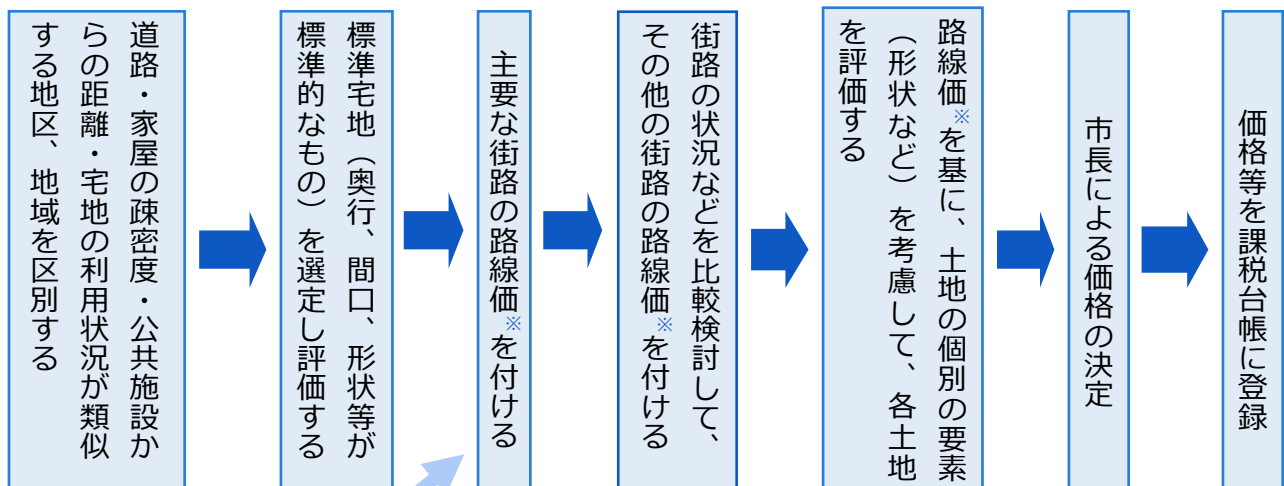 道路・家屋の疎密度・公共施設か
らの距離・宅地の利用状況が類似
する地区、地域を区別する
標準宅地（奥行、間口、形状等が
標準的なもの）を選定し評価する
主要な街路の路線価※を付ける
街路の状況などを比較検討して、
その他の街路の路線価※を付ける
路線価※を基に、土地の個別の要素
（形状など）を考慮して、各土地
を評価する
市長による価格の決定
価格等を課税台帳に登録